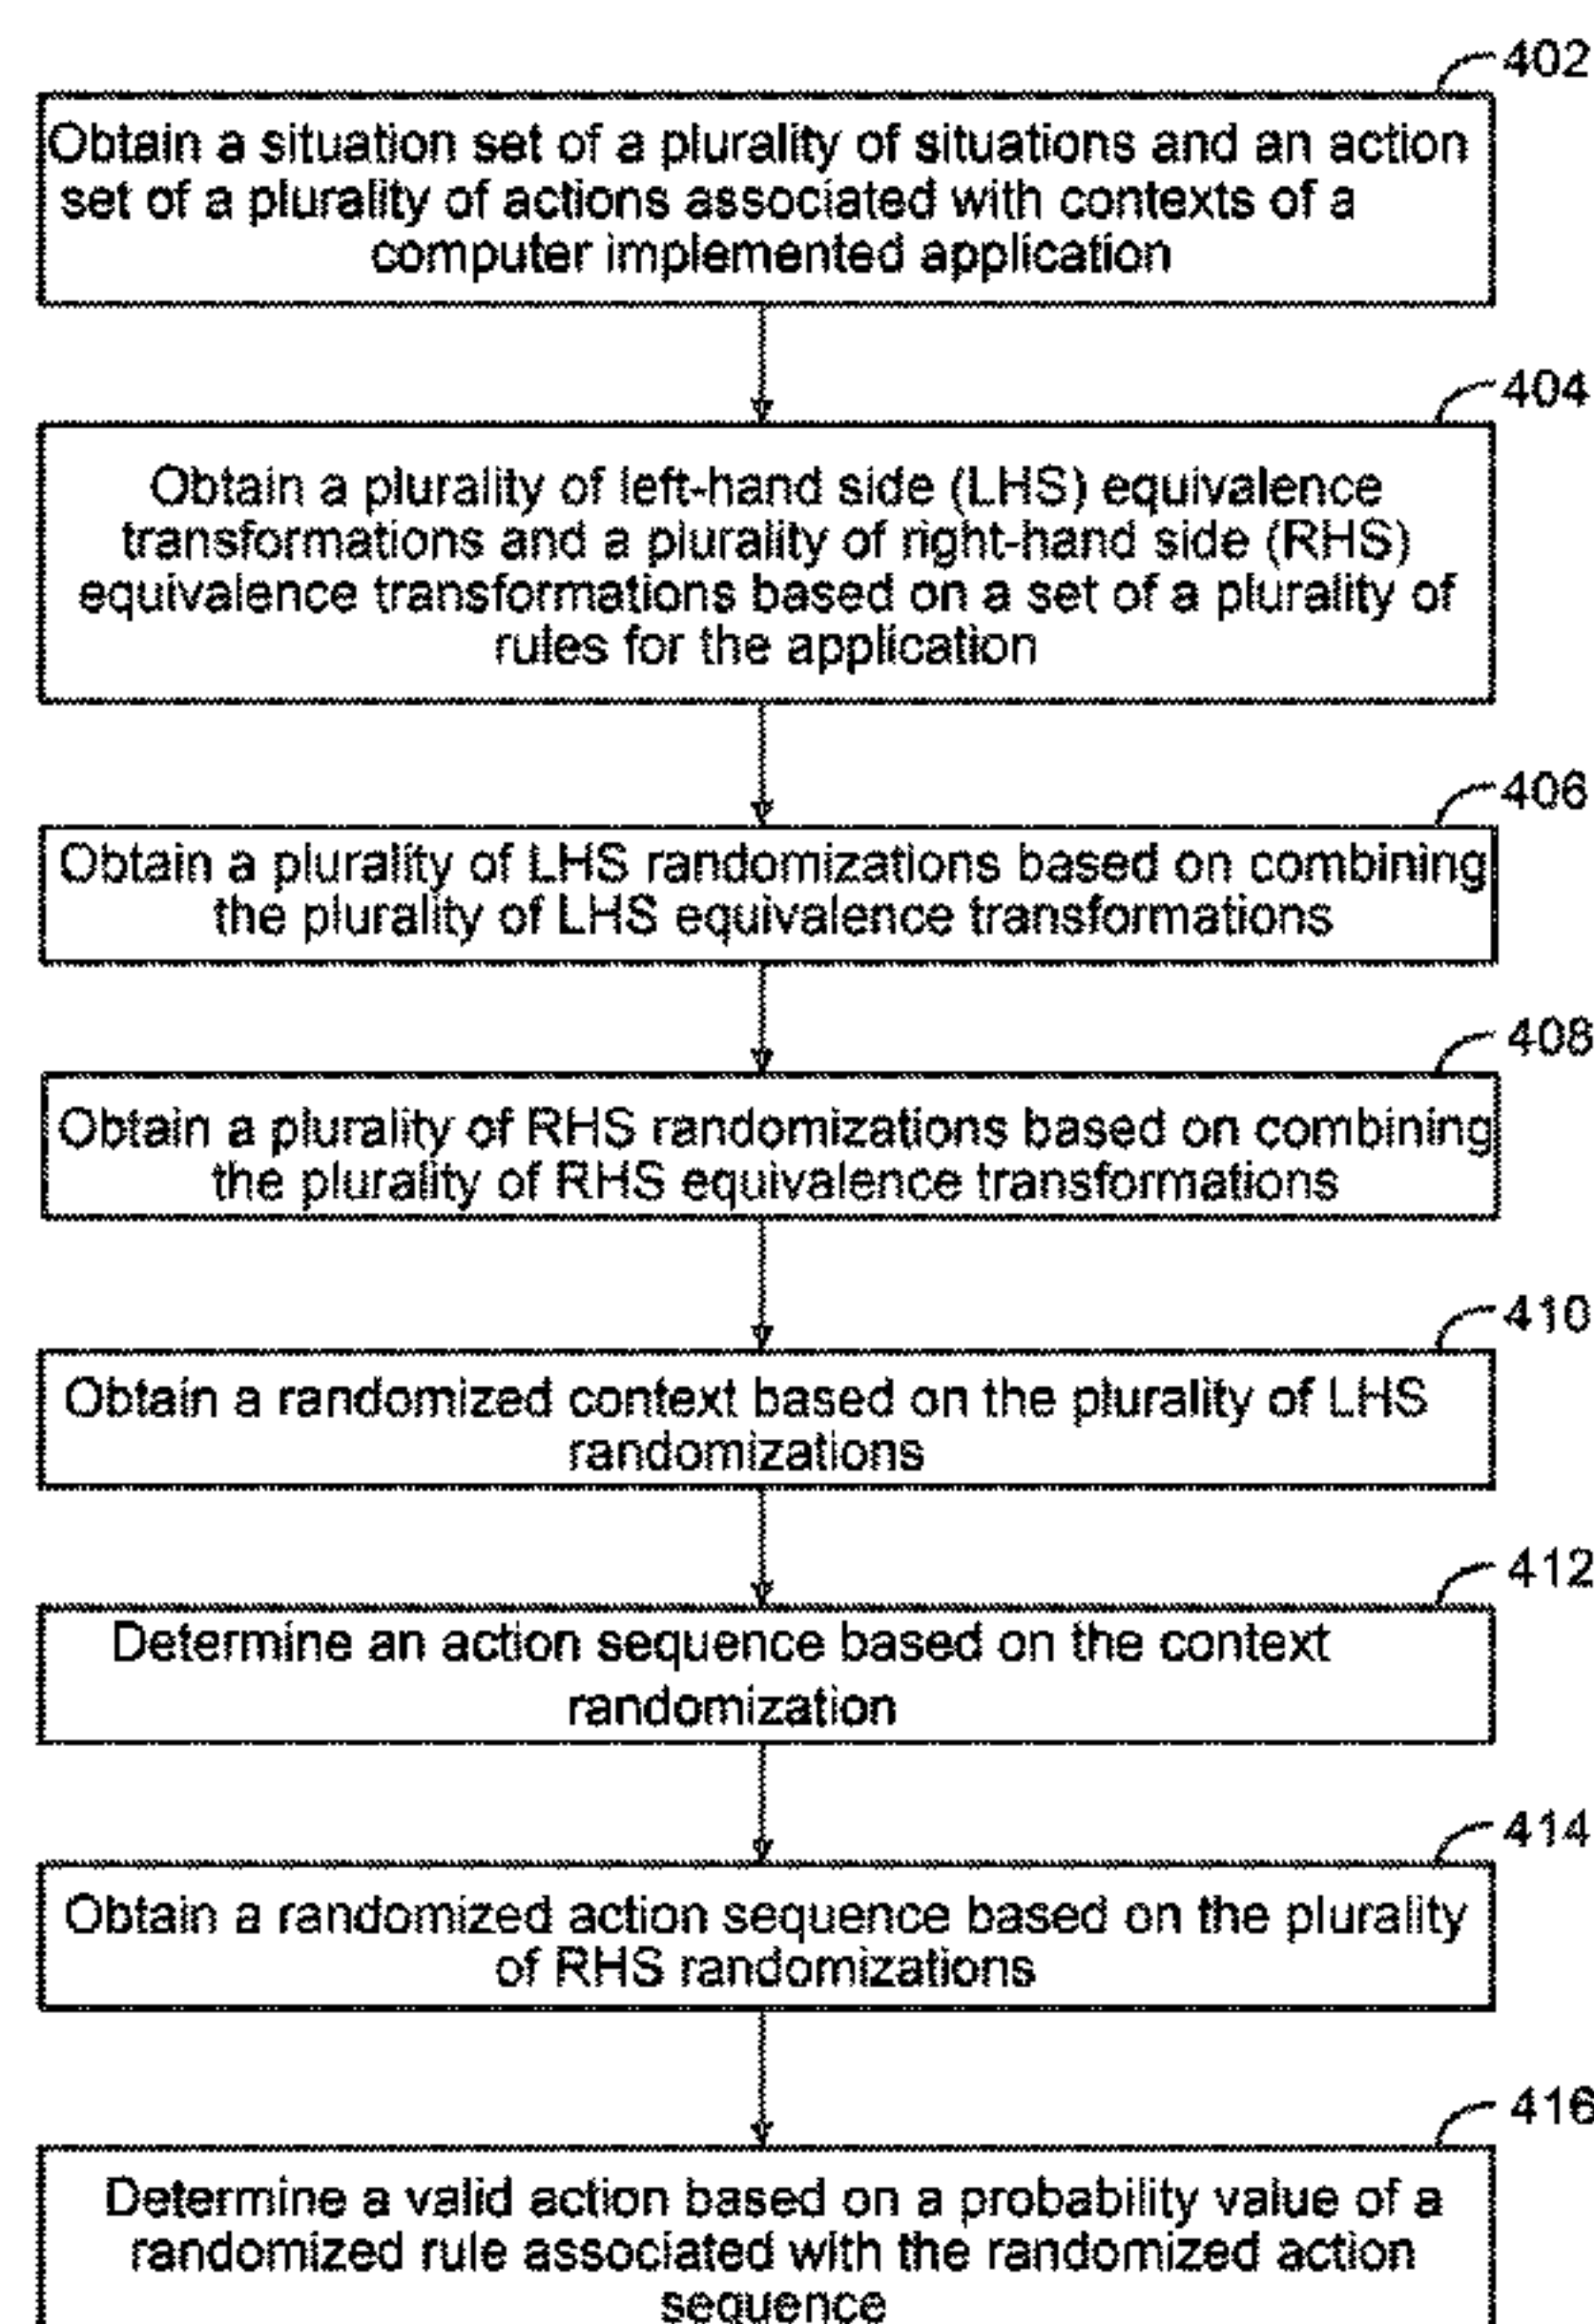 402
Obtain a situation set of a plurality of situations and an action
set of a plurality of actions associated with contexts of a
computer implemented application
404
Obtain a plurality of left-hand side (LHS) equivalence
transformations and a plurality of right-hand side (RHS)
equivalence transformations based on a set of a plurality of
rules for the application
406
Obtain a plurality of LHS randomizations based on combining
the plurality of LHS equivalence transformations
408
Obtain a plurality of RHS randomizations based on combining
the plurality of RHS equivalence transformations
410
Obtain a randomized context based on the plurality of LHS
randomizations
412
Determine an action sequence based on the context
randomization
414
Obtain a randomized action sequence based on the plurality
of RHS randomizations
416
Determine a valid action based on a probability value of a
randomized rule associated with the randomized action
sequence